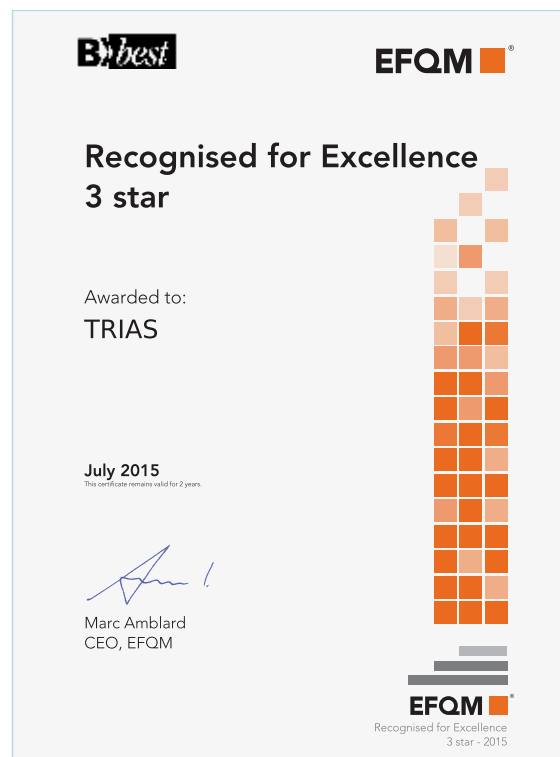 B best
EFQM ®
Recognised for Excellence
3 star
Awarded to:
TRIAS
July 2015
This certificate remains valid for 2 years.
Marc Amblard
CEO, EFQM
EFQM ®
Recognised for Excellence
3 star - 2015